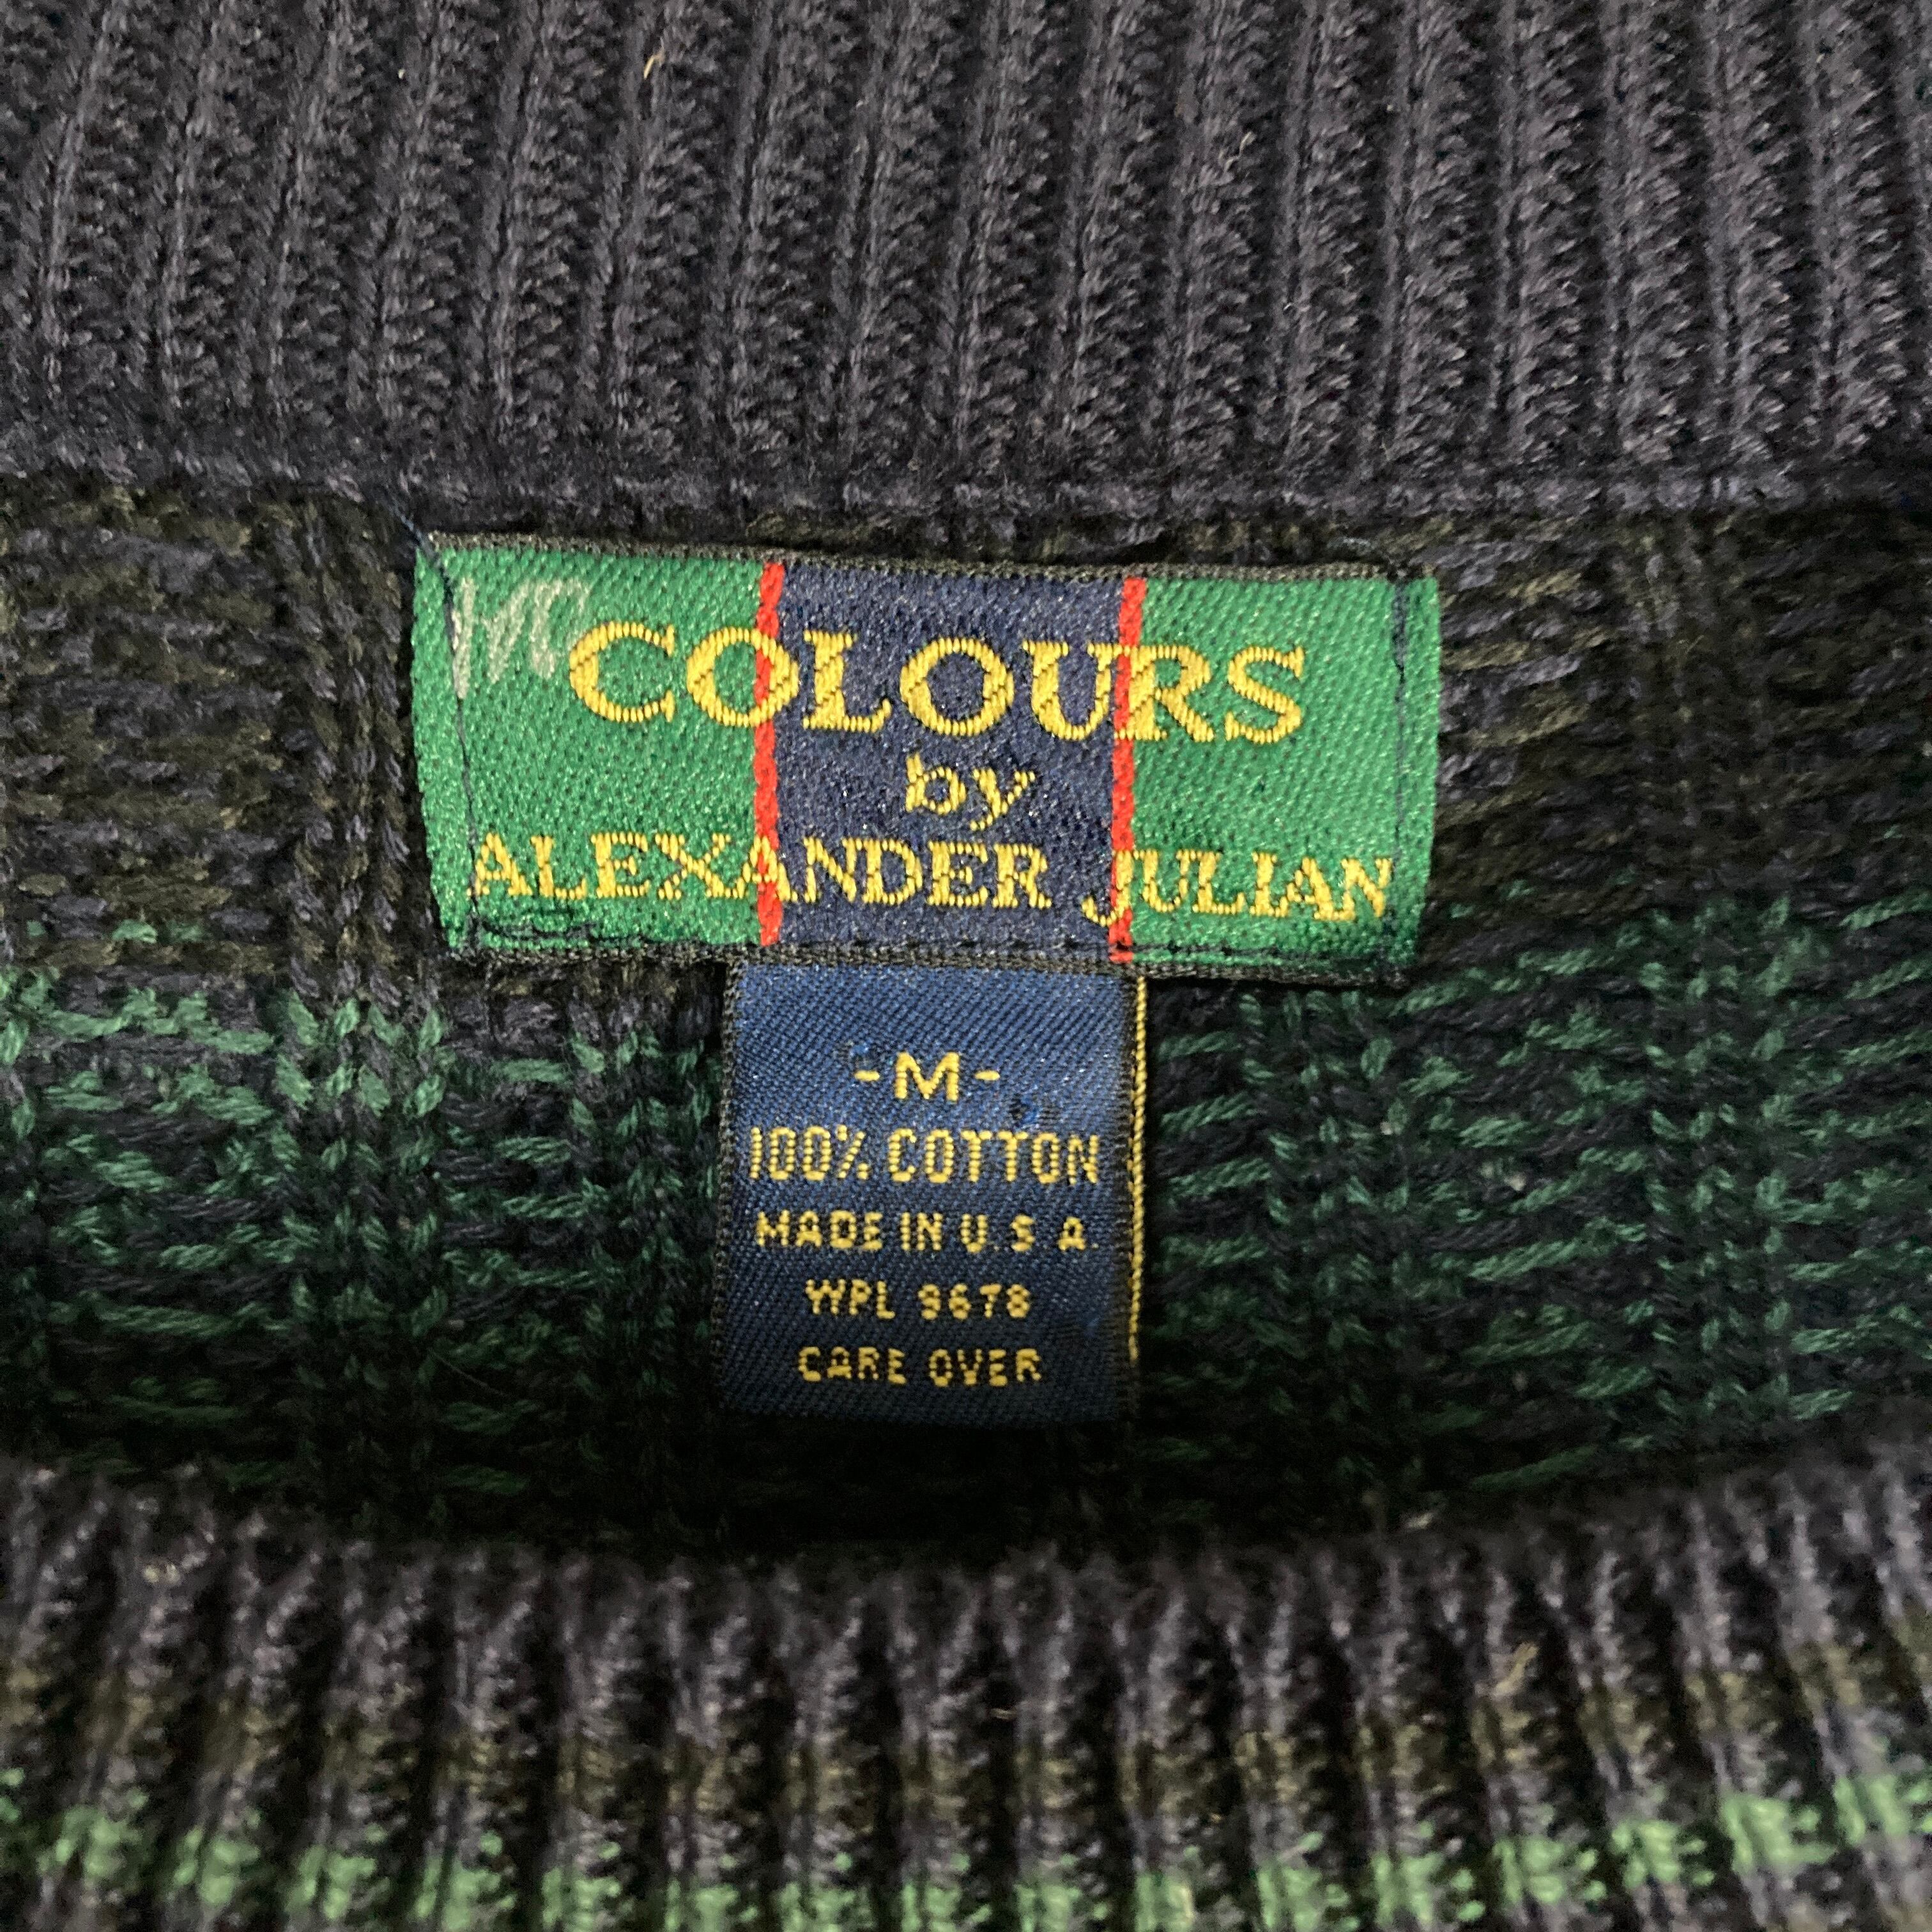 COLOURS
by
ALEXANDER JULIAN
-M-
100% COTTON
MADE IN U.S.A.
WPL 9678
CARE OVER